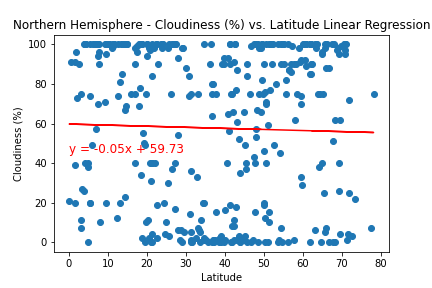 Northern Hemisphere - Cloudiness (%) vs. Latitude Linear Regression
100
80
60
40
20
0
Cloudiness (%)
y = -0.05x + 59.73
0 10 20 30 40 50 60 70 80
Latitude